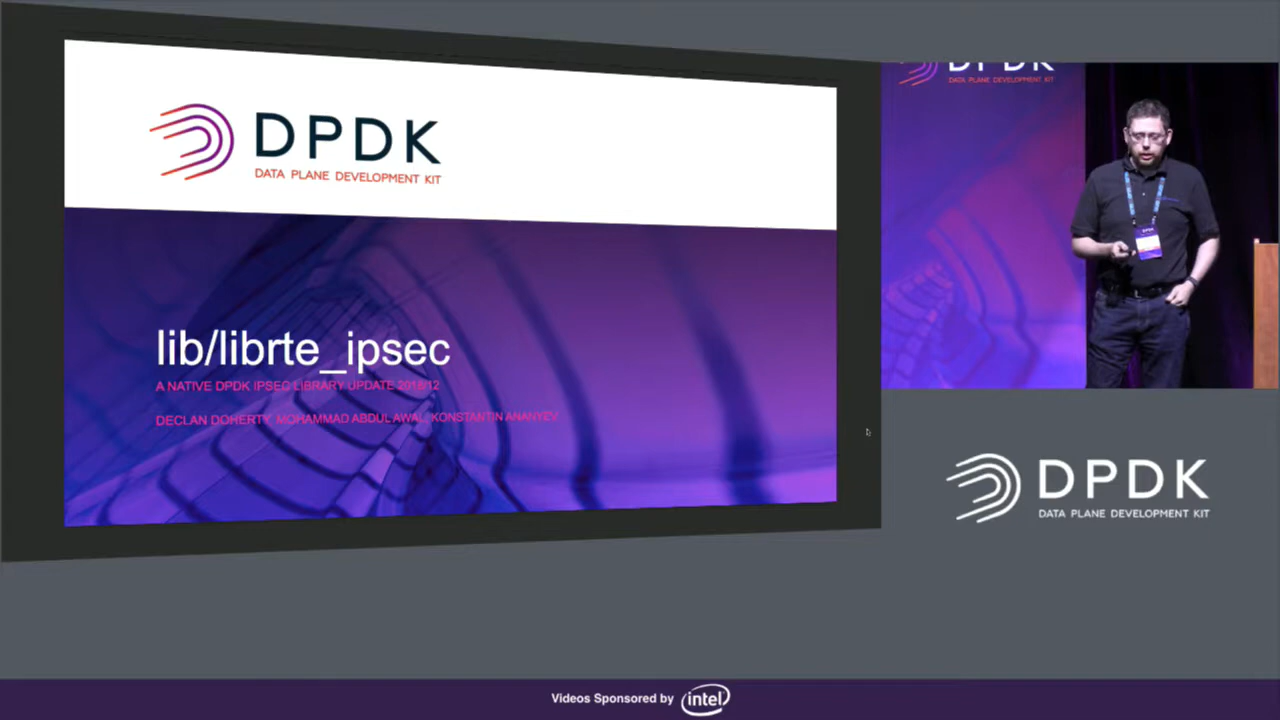 DPDK
DATA PLANE DEVELOPMENT KIT
lib/librte_ipsec
A NATIVE DPDK IPSEC LIBRARY UPDATE 2018/12
DECLAN DOHERTY, MOHAMMAD ABDUL AWAL, KONSTANTIN ANANYEV
DPDK
DATA PLANE DEVELOPMENT KIT
DPDK
DPDK
DATA PLANE DEVELOPMENT KIT
Videos Sponsored by intel